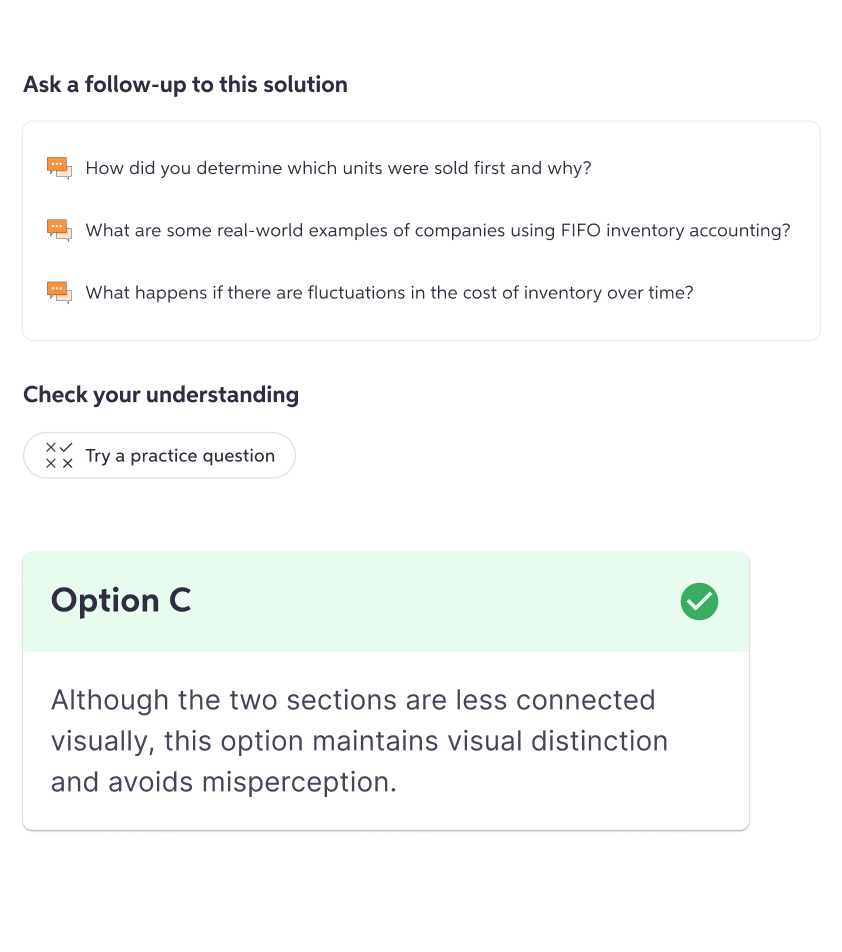 Ask a follow-up to this solution
How did you determine which units were sold first and why?
What are some real-world examples of companies using FIFO inventory accounting?
What happens if there are fluctuations in the cost of inventory over time?
Check your understanding
Try a practice question
Option C
Although the two sections are less connected
visually, this option maintains visual distinction
and avoids misperception.